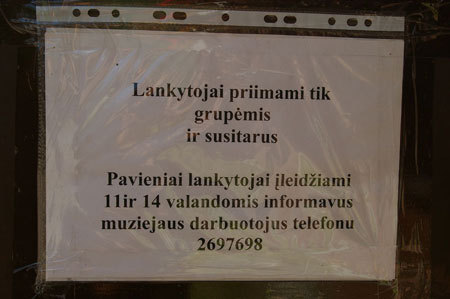 Lankytojai priimami tik
grupėmis
ir susitarus
Pavieniai lankytojai įleidžiami
11ir 14 valandomis informavus
muziejaus darbuotojus telefonu
2697698